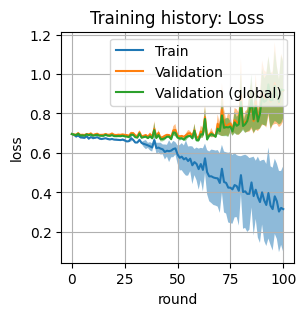 Training history: Loss
1.2
1.0
0.8
0.6
0.4
0.2
loss
Train
Validation
Validation (global)
0
25
50
75
100
round